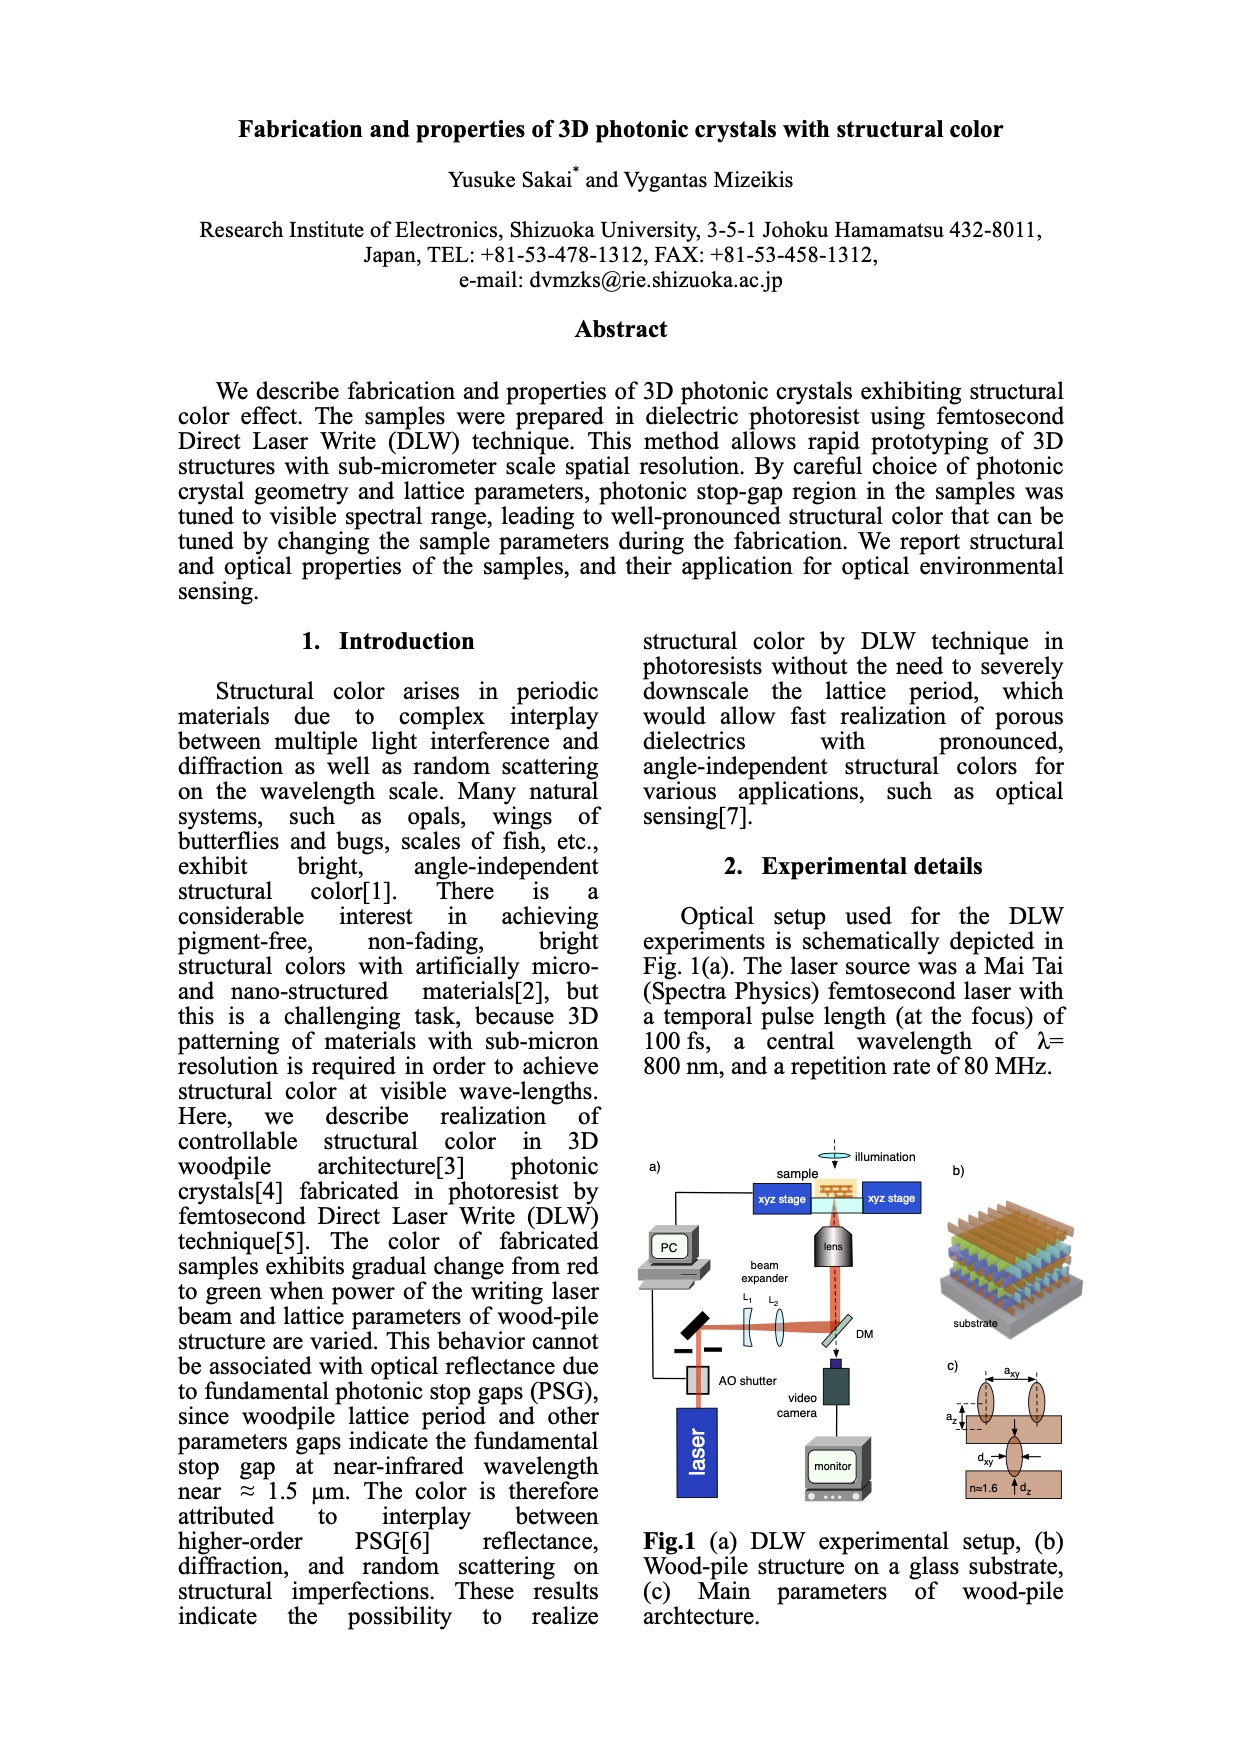 Fabrication and properties of 3D photonic crystals with structural color
Yusuke Sakai* and Vygantas Mizeikis
Research Institute of Electronics, Shizuoka University, 3-5-1 Johoku Hamamatsu 432-8011,
Japan, TEL: +81-53-478-1312, FAX: +81-53-458-1312,
e-mail: dvmzks@rie.shizuoka.ac.jp
Abstract
We describe fabrication and properties of 3D photonic crystals exhibiting structural
color effect. The samples were prepared in dielectric photoresist using femtosecond
Direct Laser Write (DLW) technique. This method allows rapid prototyping of 3D
structures with sub-micrometer scale spatial resolution. By careful choice of photonic
crystal geometry and lattice parameters, photonic stop-gap region in the samples was
tuned to visible spectral range, leading to well-pronounced structural color that can be
tuned by changing the sample parameters during the fabrication. We report structural
and optical properties of the samples, and their application for optical environmental
sensing.
1. Introduction
Structural color arises in periodic
materials due to complex interplay
between multiple light interference and
diffraction as well as random scattering
on the wavelength scale. Many natural
systems, such as opals, wings of
butterflies and bugs, scales of fish, etc.,
exhibit bright, angle-independent
structural color[1]. There is a
considerable interest in achieving
pigment-free, non-fading, bright
structural colors with artificially micro-
and nano-structured materials[2], but
this is a challenging task, because 3D
patterning of materials with sub-micron
resolution is required in order to achieve
structural color at visible wave-lengths.
Here, we describe realization of
controllable structural color in 3D
woodpile architecture[3] photonic
crystals[4] fabricated in photoresist by
femtosecond Direct Laser Write (DLW)
technique[5]. The color of fabricated
samples exhibits gradual change from red
to green when power of the writing laser
beam and lattice parameters of wood-pile
structure are varied. This behavior cannot
be associated with optical reflectance due
to fundamental photonic stop gaps (PSG),
since woodpile lattice period and other
parameters gaps indicate the fundamental
stop gap at near-infrared wavelength
near ≈ 1.5 μm. The color is therefore
attributed to interplay between
higher-order PSG[6] reflectance,
diffraction, and random scattering on
structural imperfections. These results
indicate the possibility to realize
structural color by DLW technique in
photoresists without the need to severely
downscale the lattice period, which
would allow fast realization of porous
dielectrics with pronounced,
angle-independent structural colors for
various applications, such as optical
sensing[7].
2. Experimental details
Optical setup used for the DLW
experiments is schematically depicted in
Fig. 1(a). The laser source was a Mai Tai
(Spectra Physics) femtosecond laser with
a temporal pulse length (at the focus) of
100 fs, a central wavelength of λ=
800 nm, and a repetition rate of 80 MHz.
a)
illumination
sample
xyz stage
xyz stage
PC
lens
beam
expander
L1
L2
DM
AO shutter
video
camera
laser
monitor
b)
substrate
c)
axy
az
dxy
n≈1.6
dz
Fig.1 (a) DLW experimental setup, (b)
Wood-pile structure on a glass substrate,
(c) Main parameters of wood-pile
archtecture.